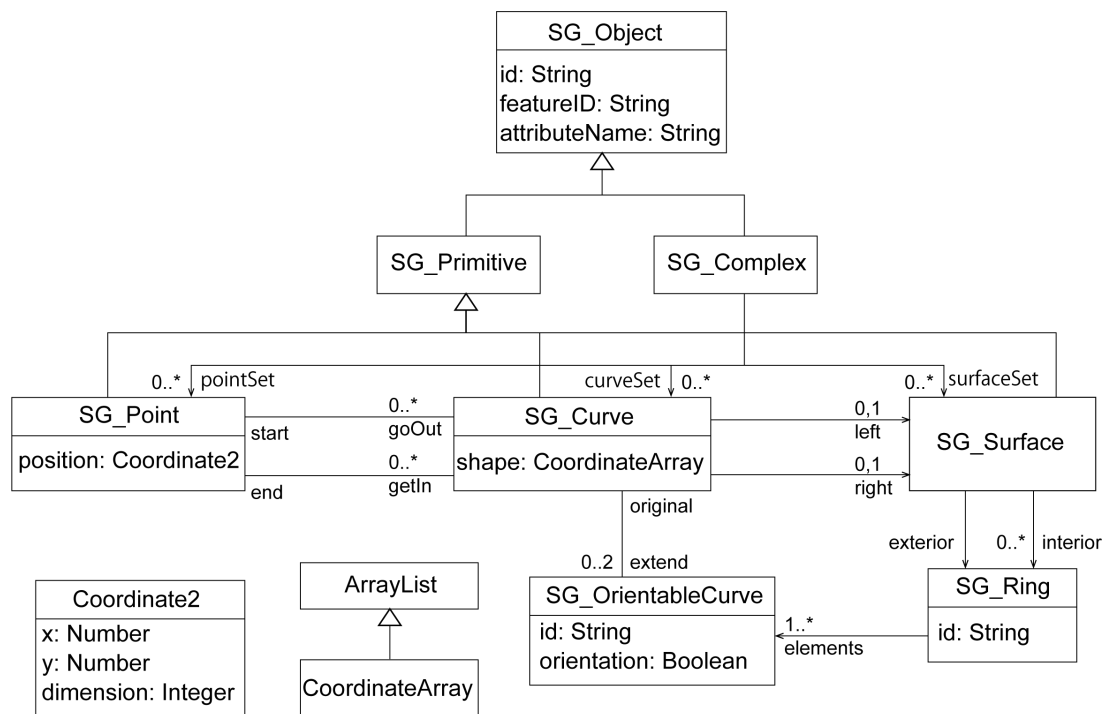 SG_Object
id: String
featureID: String
attributeName: String
SG_Primitive
SG_Complex
0..* pointSet
curveSet 0..*
0..* surfaceSet
SG_Point
position: Coordinate2
start
end
0..*
goOut
0..*
getIn
SG_Curve
shape: CoordinateArray
0,1
left
0,1
right
SG_Surface
original
0..2 extend
exterior
0..* interior
SG_OrientableCurve
id: String
orientation: Boolean
1..*
elements
SG_Ring
id: String
Coordinate2
x: Number
y: Number
dimension: Integer
ArrayList
CoordinateArray